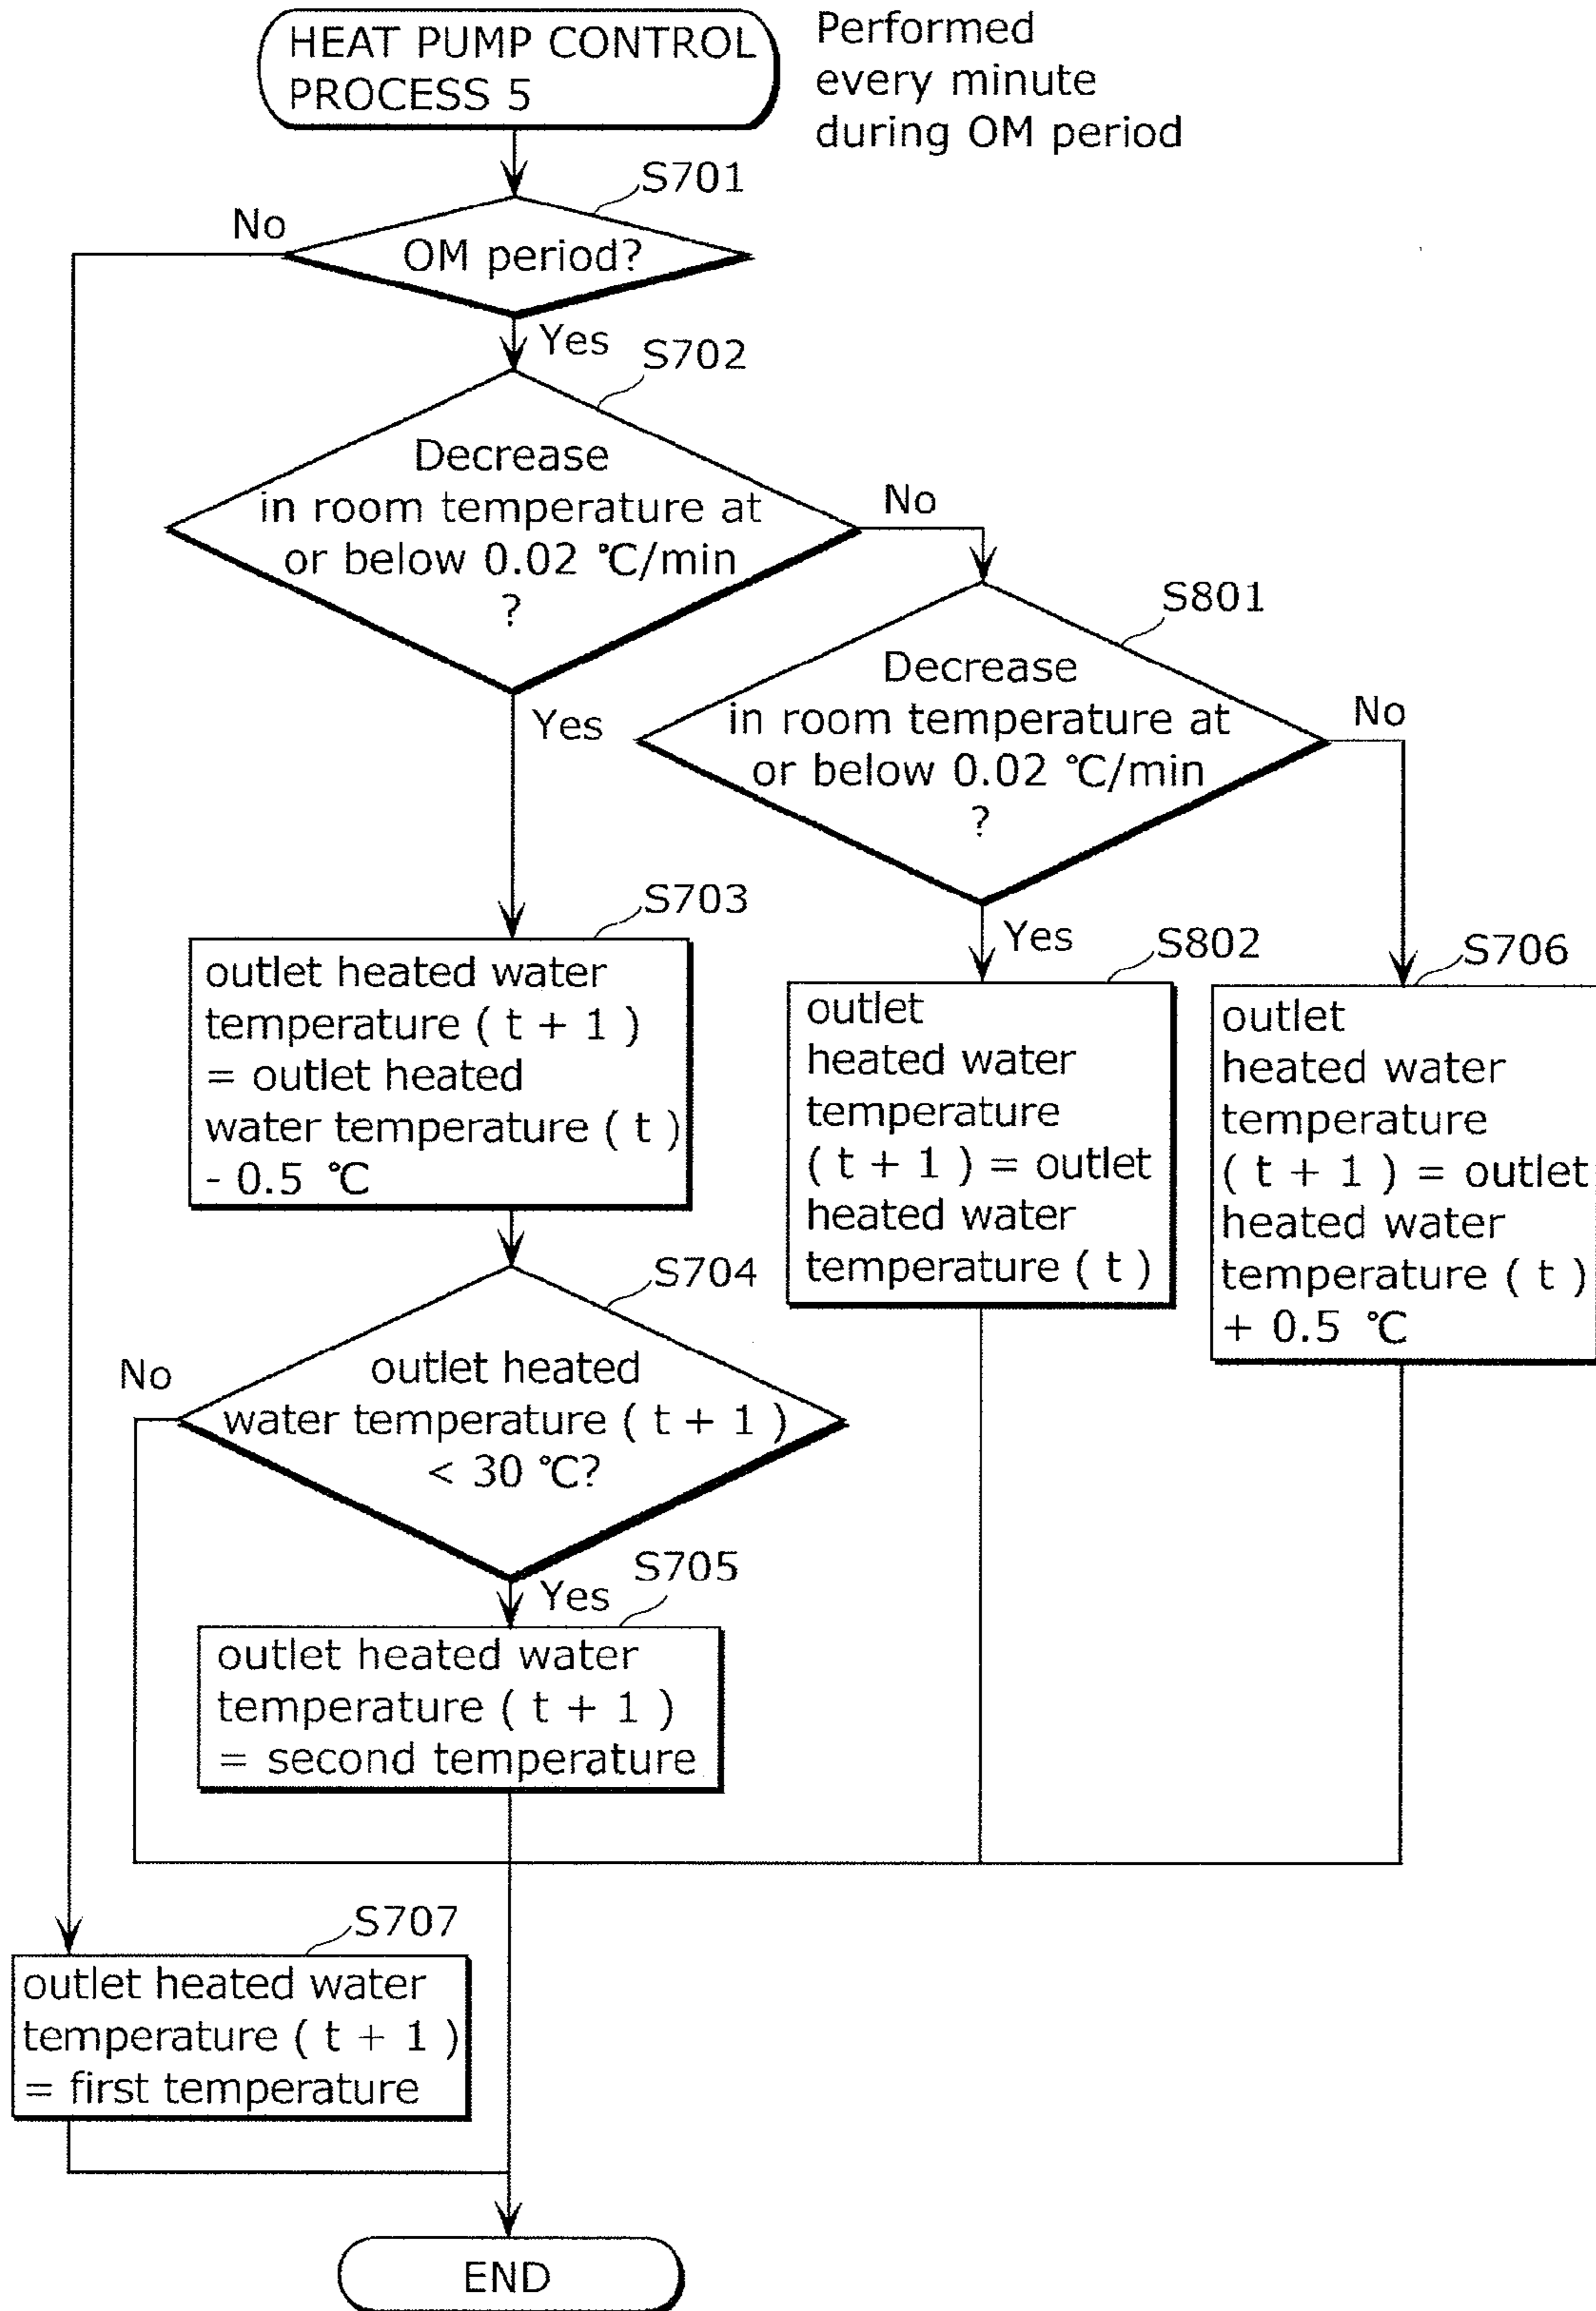 HEAT PUMP CONTROL
PROCESS 5
Performed
every minute
during OM period
S701
No
OM period?
Yes
S702
Decrease
in room temperature at
or below 0.02 ℃/min
?
No
Yes
S801
Decrease
in room temperature at
or below 0.02 ℃/min
?
No
Yes
S703
outlet heated water
temperature ( t + 1 )
= outlet heated
water temperature ( t )
- 0.5 ℃
S802
outlet
heated water
temperature
( t + 1 ) = outlet
heated water
temperature ( t )
S706
outlet
heated water
temperature
( t + 1 ) = outlet
heated water
temperature ( t )
+ 0.5 ℃
S704
No
outlet heated
water temperature ( t + 1 )
< 30 ℃?
Yes
S705
outlet heated water
temperature ( t + 1 )
= second temperature
S707
outlet heated water
temperature ( t + 1 )
= first temperature
END